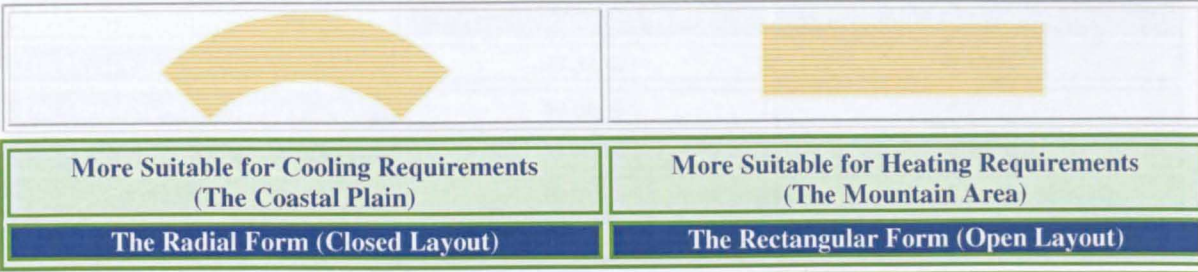 More Suitable for Cooling Requirements
(The Coastal Plain)
More Suitable for Heating Requirements
(The Mountain Area)
The Radial Form (Closed Layout)
The Rectangular Form (Open Layout)